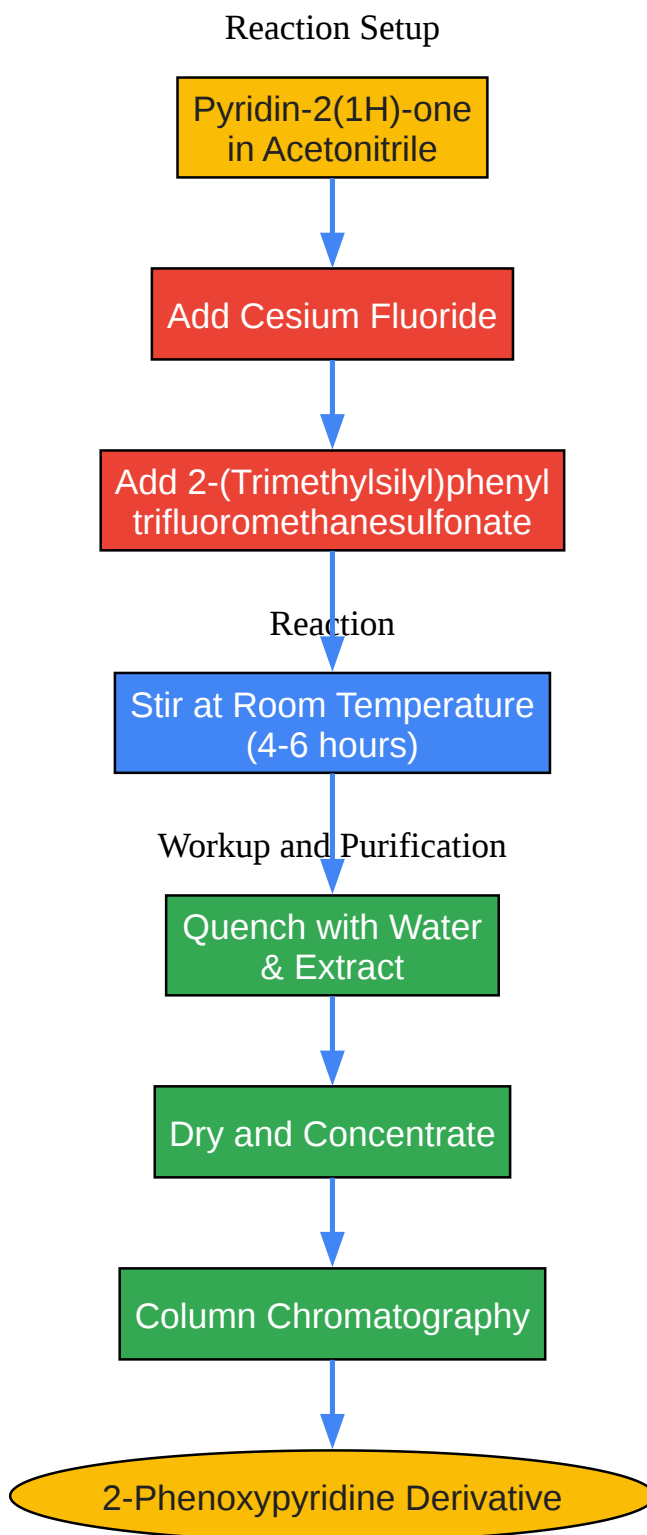 Reaction Setup
Pyridin-2(1H)-one
in Acetonitrile
Add Cesium Fluoride
Add 2-(Trimethylsilyl)phenyl
trifluoromethanesulfonate
Reaction
Stir at Room Temperature
(4-6 hours)
Workup and Purification
Quench with Water
& Extract
Dry and Concentrate
Column Chromatography
2-Phenoxypyridine Derivative